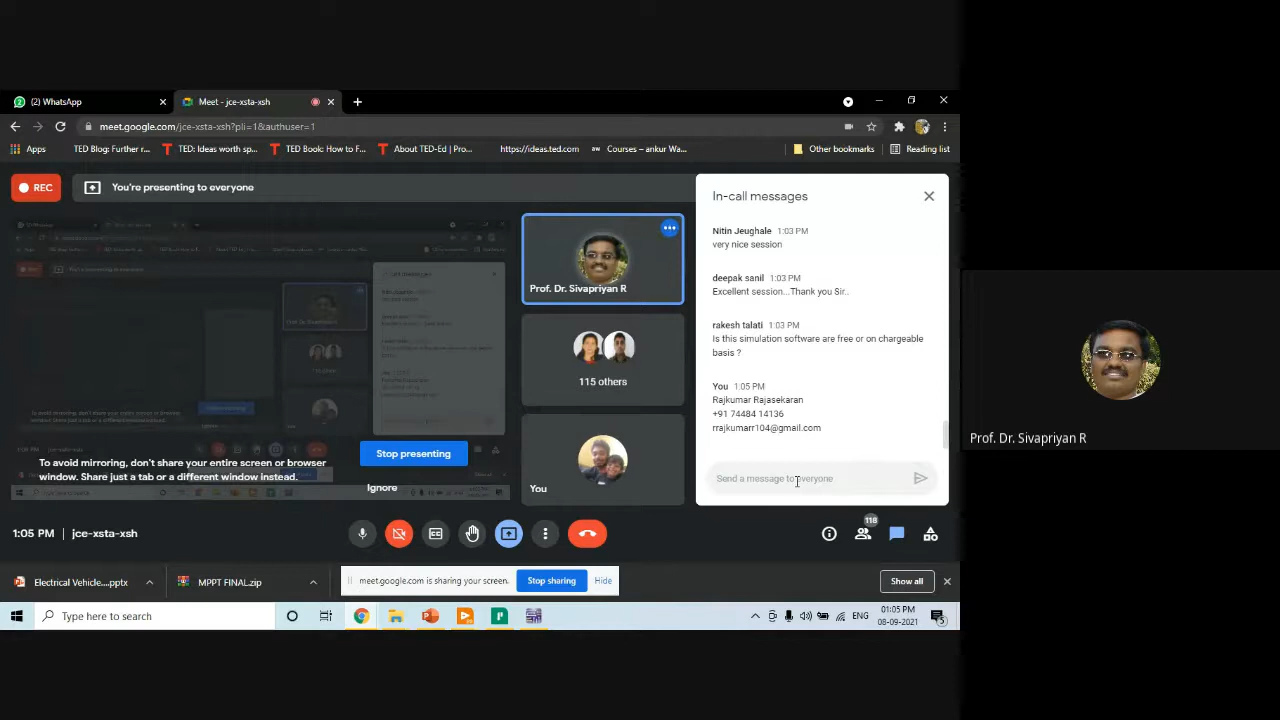 (2) WhatsApp
Meet - jce-xsta-xsh
meet.google.com/jce-xsta-xsh?pli=1&authuser=1
Apps
TED Blog: Further r...
TED: Ideas worth sp...
TED Book: How to F...
About TED-Ed | Pro...
https://ideas.ted.com
aw Courses – ankur Wa...
Other bookmarks
Reading list
REC
You're presenting to everyone
To avoid mirroring, don't share your entire screen or browser
window. Share just a tab or a different window instead.
Stop presenting
Ignore
Prof. Dr. Sivapriyan R
115 others
You
In-call messages
Nitin Jeughale 1:03 PM
very nice session
deepak sanil 1:03 PM
Excellent session...Thank you Sir..
rakesh talati 1:03 PM
Is this simulation software are free or on chargeable
basis ?
You 1:05 PM
Rajkumar Rajasekaran
+91 74484 14136
rrajkumarr104@gmail.com
Send a message to everyone
Prof. Dr. Sivapriyan R
1:05 PM | jce-xsta-xsh
118
Electrical Vehicle....pptx
MPPT FINAL.zip
meet.google.com is sharing your screen.
Stop sharing
Hide
Show all
Type here to search
ENG
01:05 PM
08-09-2021
5